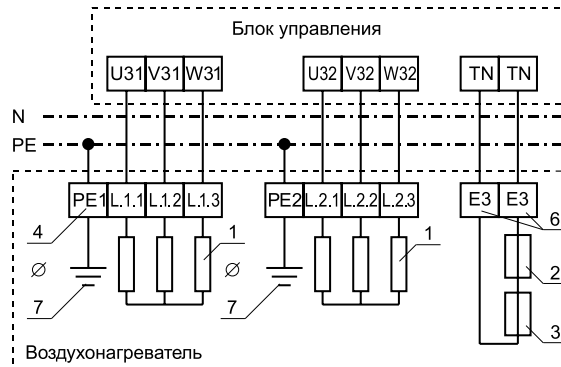 Блок управления
U31 V31 W31 U32 V32 W32 TN TN
N
PE
PE1 L.1.1 L.1.2 L.1.3 PE2 L.2.1 L.2.2 L.2.3 E3 E3
4 1 1 6
Ø Ø 2
7 7 3
Воздухонагреватель